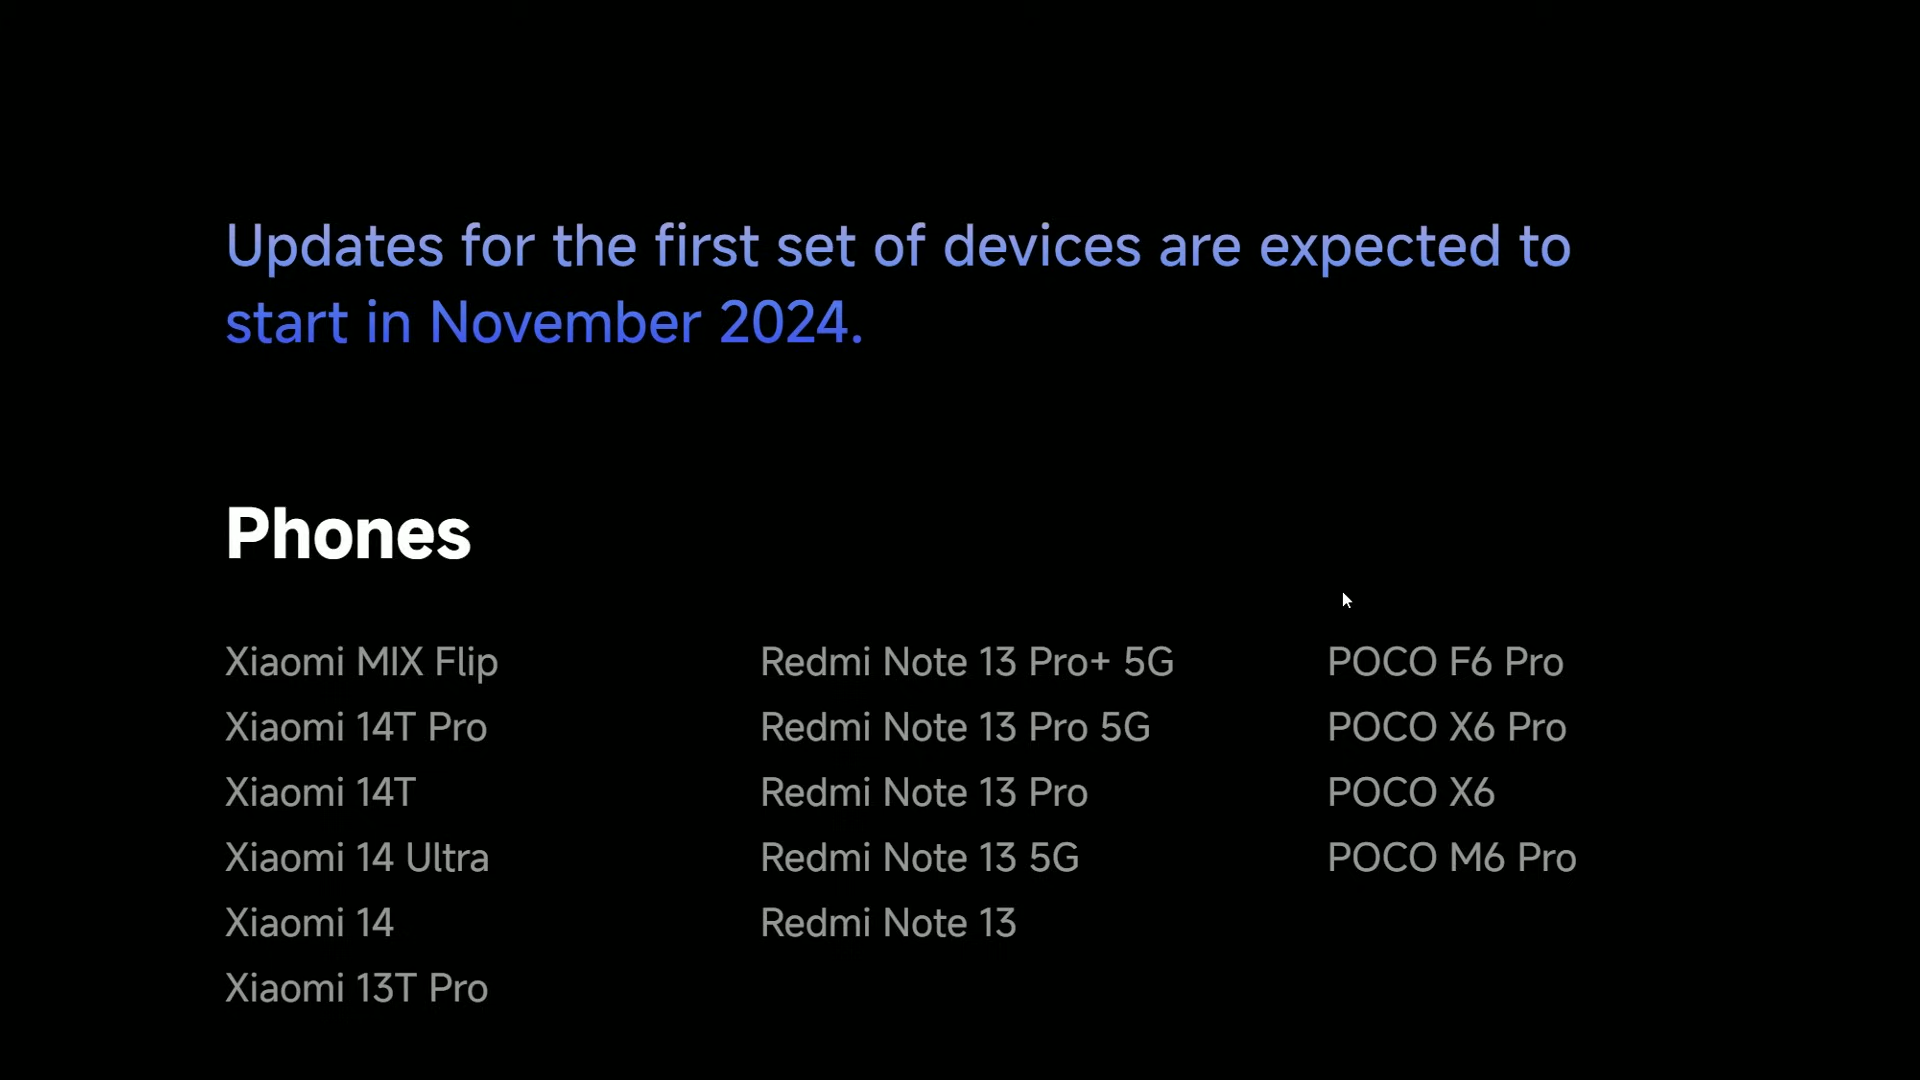 Updates for the first set of devices are expected to
start in November 2024.
Phones
Xiaomi MIX Flip
Xiaomi 14T Pro
Xiaomi 14T
Xiaomi 14 Ultra
Xiaomi 14
Xiaomi 13T Pro
Redmi Note 13 Pro+ 5G
Redmi Note 13 Pro 5G
Redmi Note 13 Pro
Redmi Note 13 5G
Redmi Note 13
POCO F6 Pro
POCO X6 Pro
POCO X6
POCO M6 Pro